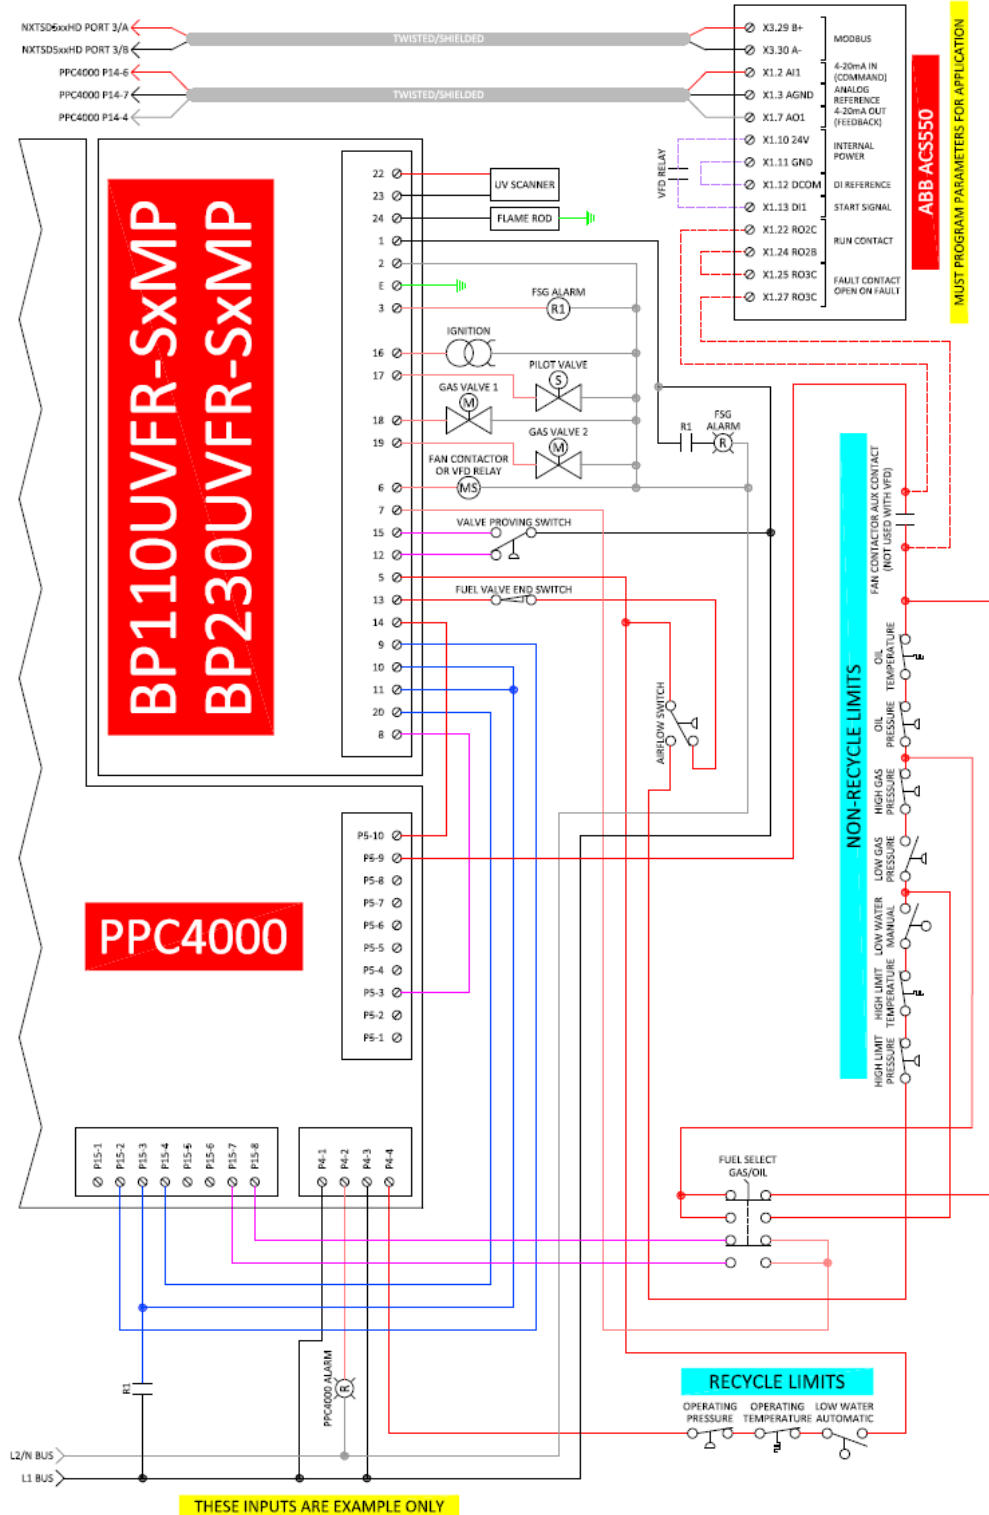 NXTSD5xxHD PORT 3/A
NXTSD5xxHD PORT 3/B
PPC4000 P14-6
PPC4000 P14-7
PPC4000 P14-4
TWISTED/SHIELDED
TWISTED/SHIELDED
X3.29 B+
X3.30 A-
X1.2 AI1
X1.3 AGND
X1.7 AO1
X1.10 24V
X1.11 GND
X1.12 DCOM
X1.13 DI1
X1.22 RO2C
X1.24 RO2B
X1.25 RO3C
X1.27 RO3C
MODBUS
4-20mA IN
(COMMAND)
ANALOG
REFERENCE
4-20mA OUT
(FEEDBACK)
INTERNAL
POWER
DI REFERENCE
START SIGNAL
RUN CONTACT
FAULT CONTACT
OPEN ON FAULT
ABB ACS550
MUST PROGRAM PARAMETERS FOR APPLICATION
VFD RELAY
BP110UVFR-SxMP
BP230UVFR-SxMP
22
23
24
1
2
E
3
16
17
18
19
6
7
15
12
5
13
14
9
10
11
20
8
UV SCANNER
FLAME ROD
FSG ALARM
R1
IGNITION
PILOT VALVE
S
GAS VALVE 1
M
GAS VALVE 2
M
FAN CONTACTOR
OR VFD RELAY
MS
R1
FSG
ALARM
R
VALVE PROVING SWITCH
FUEL VALVE END SWITCH
AIRFLOW SWITCH
FAN CONTACTOR AUX CONTACT
(NOT USED WITH VFD)
NON-RECYCLE LIMITS
OIL
TEMPERATURE
OIL
PRESSURE
HIGH GAS
PRESSURE
LOW GAS
PRESSURE
LOW WATER
MANUAL
HIGH LIMIT
TEMPERATURE
HIGH LIMIT
PRESSURE
PPC4000
P5-10
P5-9
P5-8
P5-7
P5-6
P5-5
P5-4
P5-3
P5-2
P5-1
P15-1
P15-2
P15-3
P15-4
P15-5
P15-6
P15-7
P15-8
P4-1
P4-2
P4-3
P4-4
FUEL SELECT
GAS/OIL
R1
PPC4000 ALARM
R
RECYCLE LIMITS
OPERATING
PRESSURE
OPERATING
TEMPERATURE
LOW WATER
AUTOMATIC
L2/N BUS
L1 BUS
THESE INPUTS ARE EXAMPLE ONLY